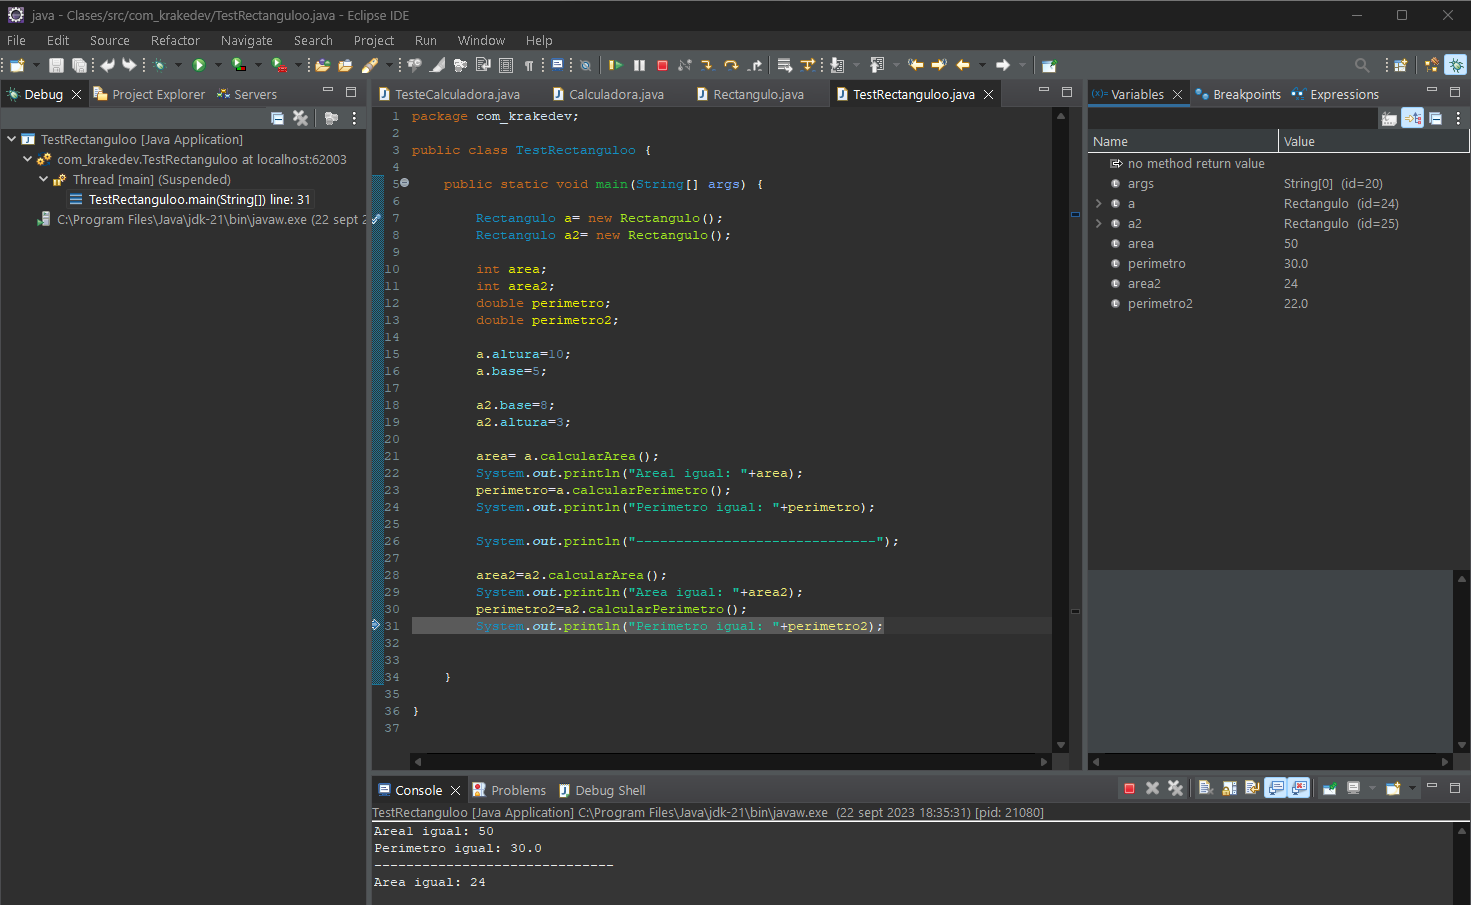 java - Clases/src/com_krakedev/TestRectanguloo.java - Eclipse IDE
File Edit Source Refactor Navigate Search Project Run Window Help
Debug Project Explorer Servers
TestRectanguloo [Java Application]
com_krakedev.TestRectanguloo at localhost:62003
Thread [main] (Suspended)
TestRectanguloo.main(String[]) line: 31
C:\Program Files\Java\jdk-21\bin\javaw.exe (22 sept 2
TesteCalculadora.java Calculadora.java Rectangulo.java TestRectanguloo.java
1 package com_krakedev;
2
3 public class TestRectanguloo {
4
5 public static void main(String[] args) {
6
7 Rectangulo a= new Rectangulo();
8 Rectangulo a2= new Rectangulo();
9
10 int area;
11 int area2;
12 double perimetro;
13 double perimetro2;
14
15 a.altura=10;
16 a.base=5;
17
18 a2.base=8;
19 a2.altura=3;
20
21 area= a.calcularArea();
22 System.out.println("Areal igual: "+area);
23 perimetro=a.calcularPerimetro();
24 System.out.println("Perimetro igual: "+perimetro);
25
26 System.out.println("------------------------------");
27
28 area2=a2.calcularArea();
29 System.out.println("Area igual: "+area2);
30 perimetro2=a2.calcularPerimetro();
31 System.out.println("Perimetro igual: "+perimetro2);
32
33
34 }
35
36 }
37
Variables Breakpoints Expressions
Name Value
no method return value
args String[0] (id=20)
a Rectangulo (id=24)
a2 Rectangulo (id=25)
area 50
perimetro 30.0
area2 24
perimetro2 22.0
Console Problems Debug Shell
TestRectanguloo [Java Application] C:\Program Files\Java\jdk-21\bin\javaw.exe (22 sept 2023 18:35:31) [pid: 21080]
Areal igual: 50
Perimetro igual: 30.0
------------------------------
Area igual: 24